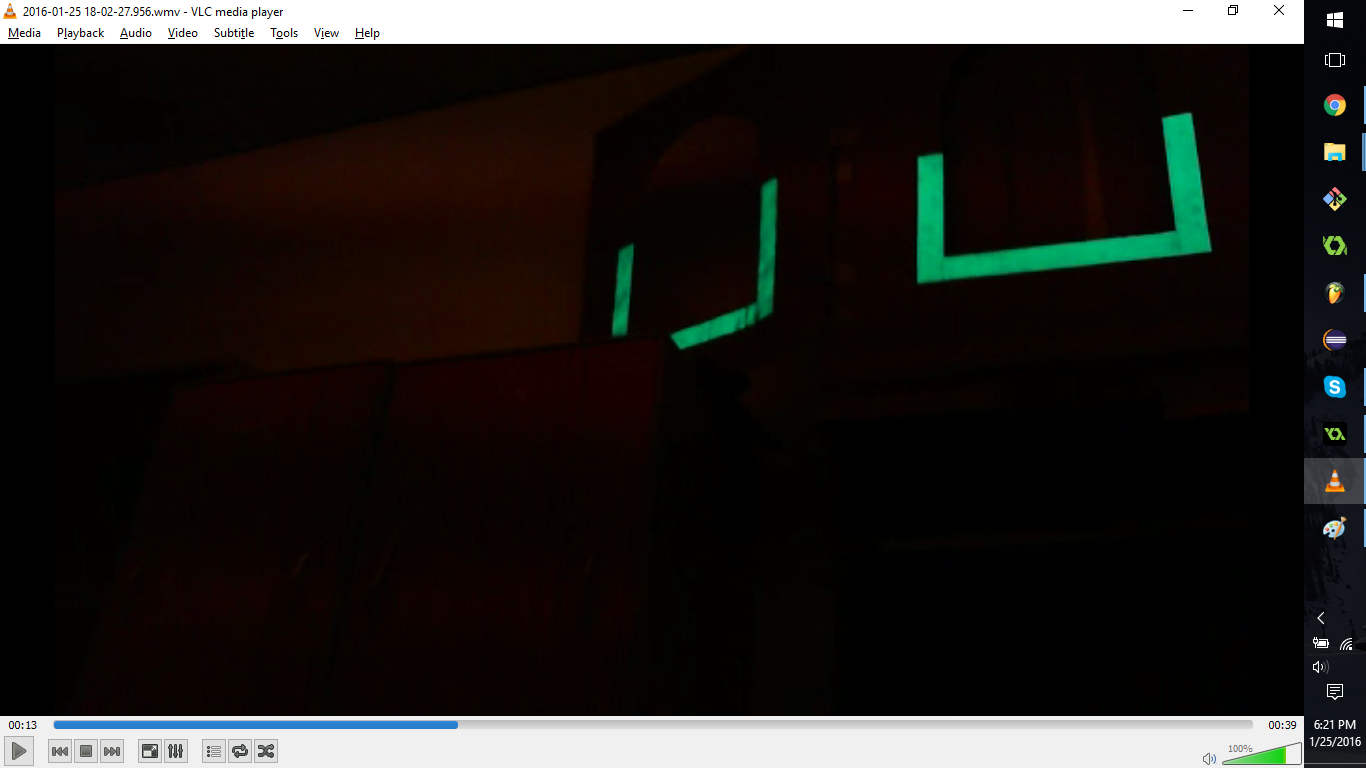 2016-01-25 18-02-27.956.wmv - VLC media player
Media Playback Audio Video Subtitle Tools View Help
00:13
00:39
100%
6:21 PM
1/25/2016